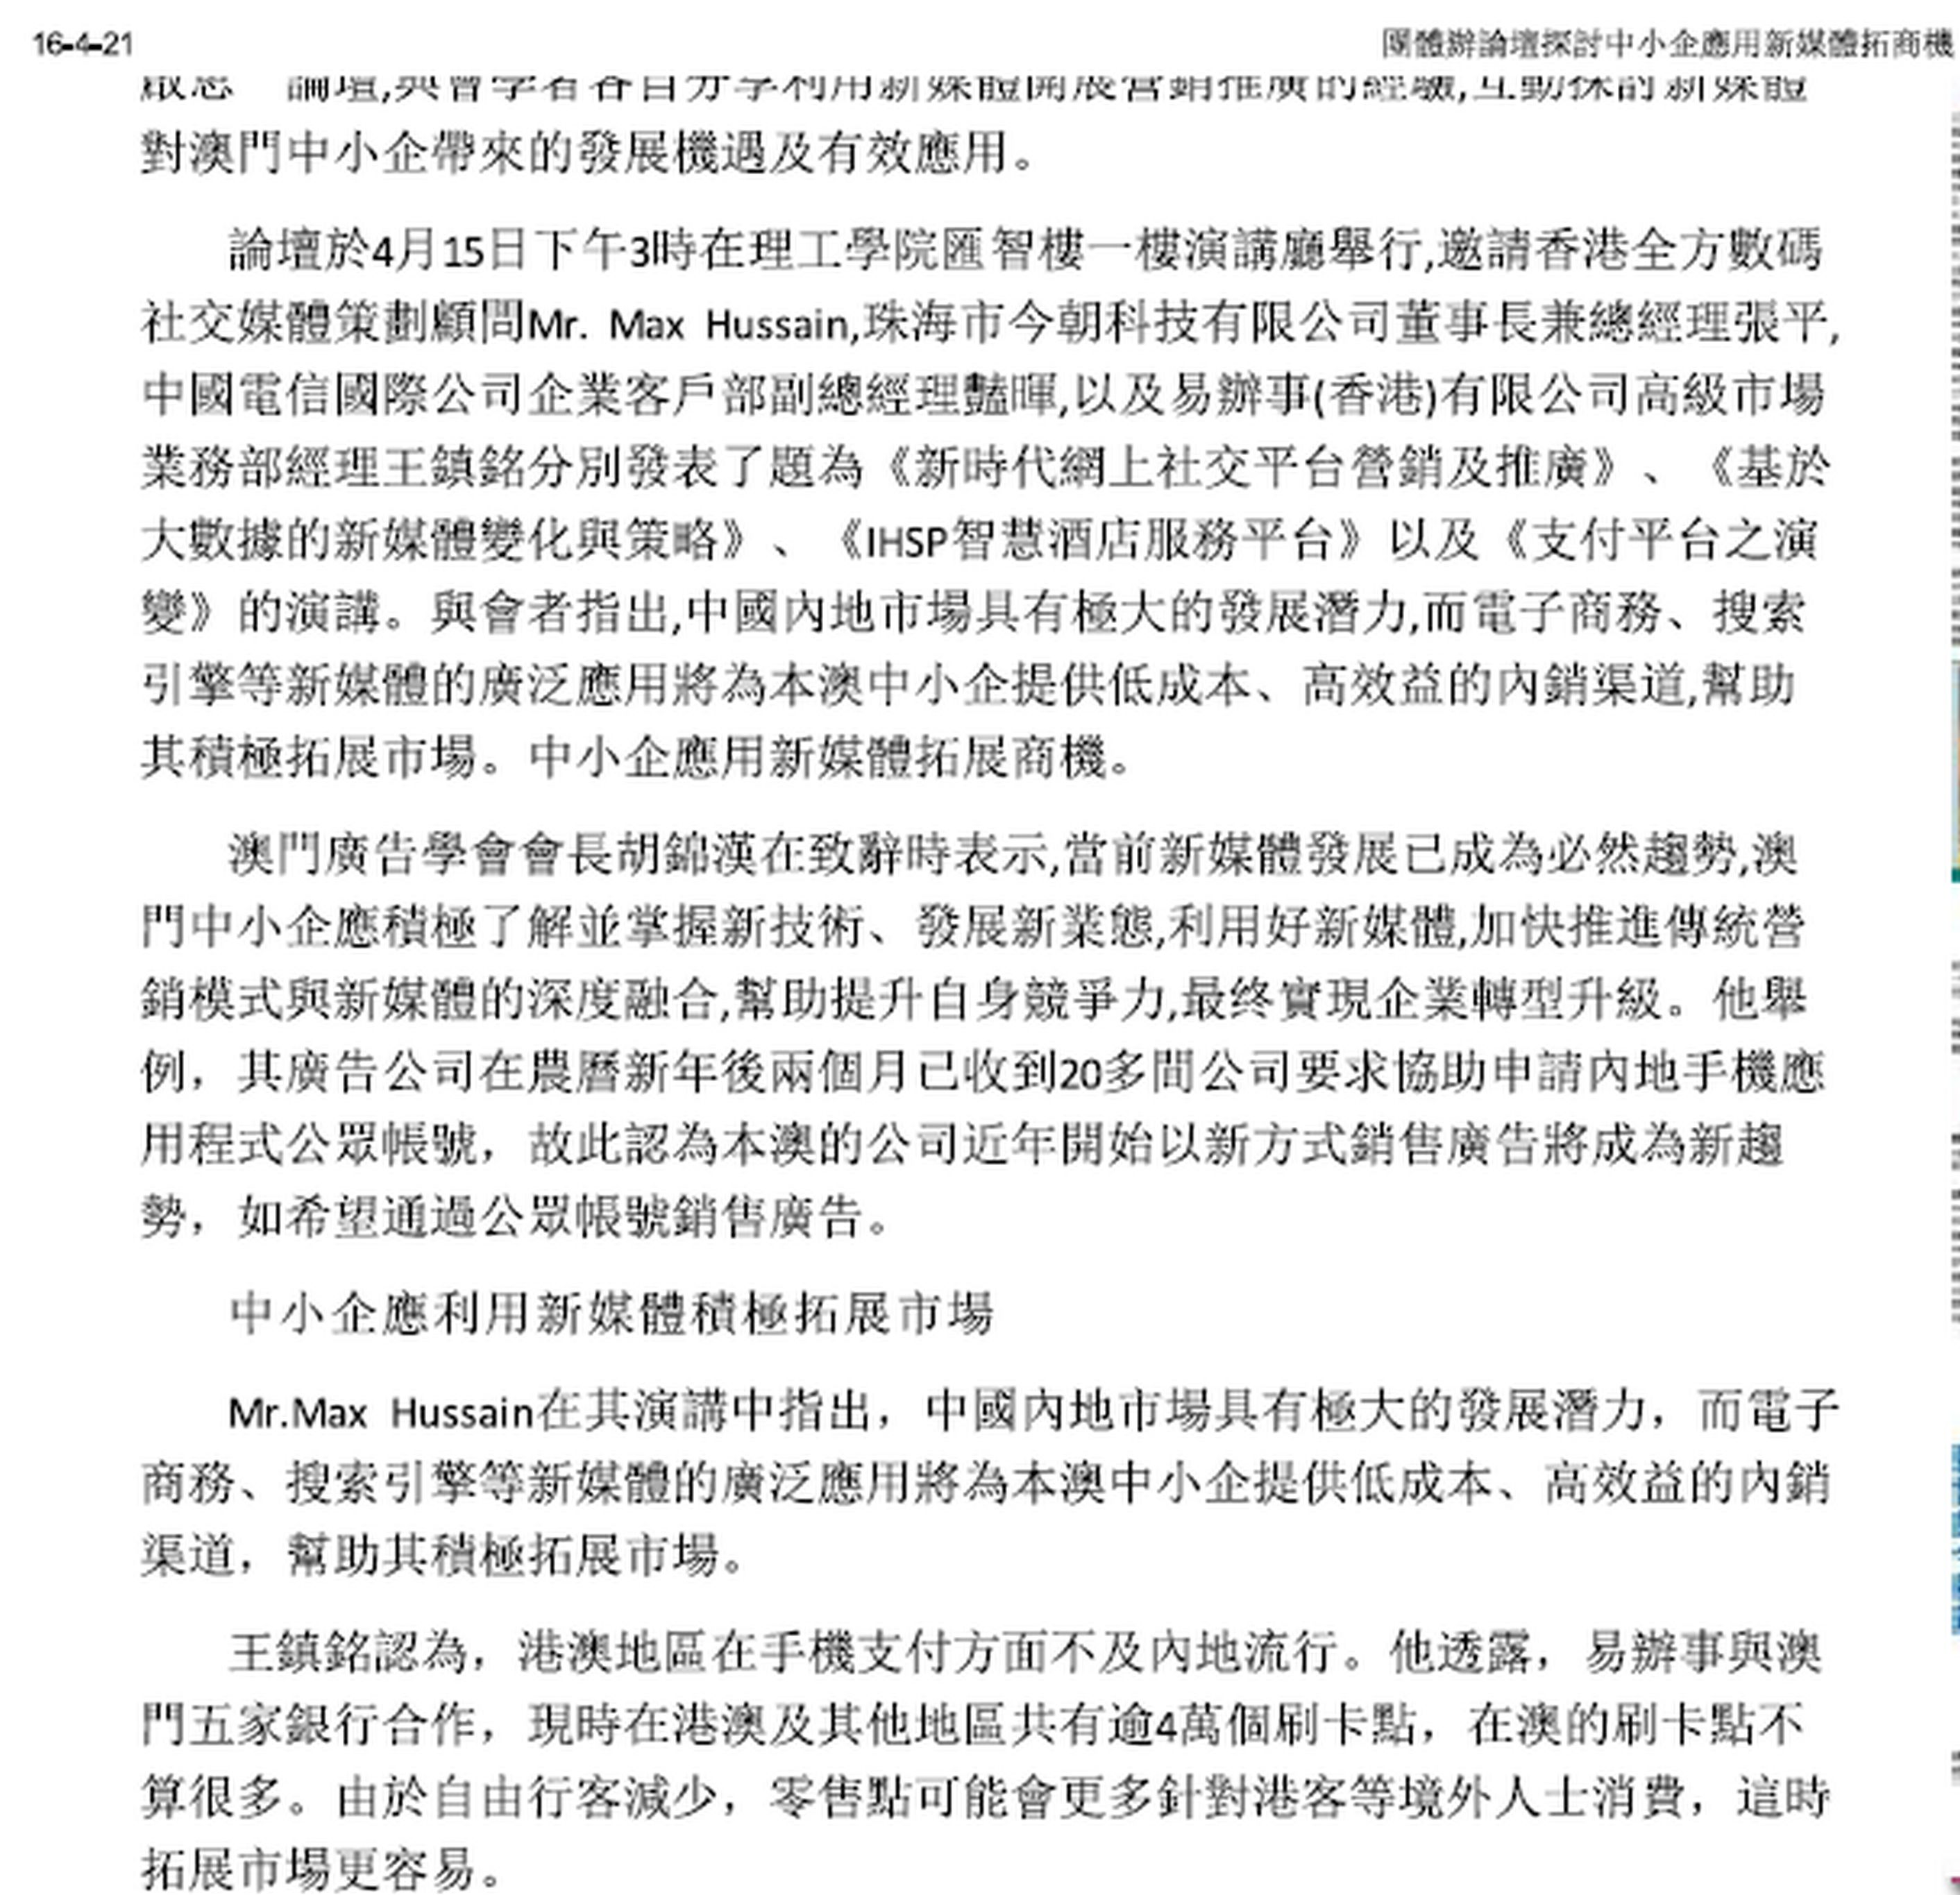 16-4-21
團體辦論壇探討中小企應用新媒體拓商機
論壇,與會學者各自分享利用新媒體開展營銷推廣的經驗,互動探討新媒體
對澳門中小企帶來的發展機遇及有效應用。
論壇於4月15日下午3時在理工學院匯智樓一樓演講廳舉行,邀請香港全方數碼
社交媒體策劃顧問Mr. Max Hussain,珠海市今朝科技有限公司董事長兼總經理張平,
中國電信國際公司企業客戶部副總經理豔暉,以及易辦事(香港)有限公司高級市場
業務部經理王鎮銘分別發表了題為《新時代網上社交平台營銷及推廣》、《基於
大數據的新媒體變化與策略》、《IHSP智慧酒店服務平台》以及《支付平台之演
變》的演講。與會者指出,中國內地市場具有極大的發展潛力,而電子商務、搜索
引擎等新媒體的廣泛應用將為本澳中小企提供低成本、高效益的內銷渠道,幫助
其積極拓展市場。中小企應用新媒體拓展商機。
澳門廣告學會會長胡錦漢在致辭時表示,當前新媒體發展已成為必然趨勢,澳
門中小企應積極了解並掌握新技術、發展新業態,利用好新媒體,加快推進傳統營
銷模式與新媒體的深度融合,幫助提升自身競爭力,最終實現企業轉型升級。他舉
例，其廣告公司在農曆新年後兩個月已收到20多間公司要求協助申請內地手機應
用程式公眾帳號，故此認為本澳的公司近年開始以新方式銷售廣告將成為新趨
勢，如希望通過公眾帳號銷售廣告。
中小企應利用新媒體積極拓展市場
Mr.Max Hussain在其演講中指出，中國內地市場具有極大的發展潛力，而電子
商務、搜索引擎等新媒體的廣泛應用將為本澳中小企提供低成本、高效益的內銷
渠道，幫助其積極拓展市場。
王鎮銘認為，港澳地區在手機支付方面不及內地流行。他透露，易辦事與澳
門五家銀行合作，現時在港澳及其他地區共有逾4萬個刷卡點，在澳的刷卡點不
算很多。由於自由行客減少，零售點可能會更多針對港客等境外人士消費，這時
拓展市場更容易。